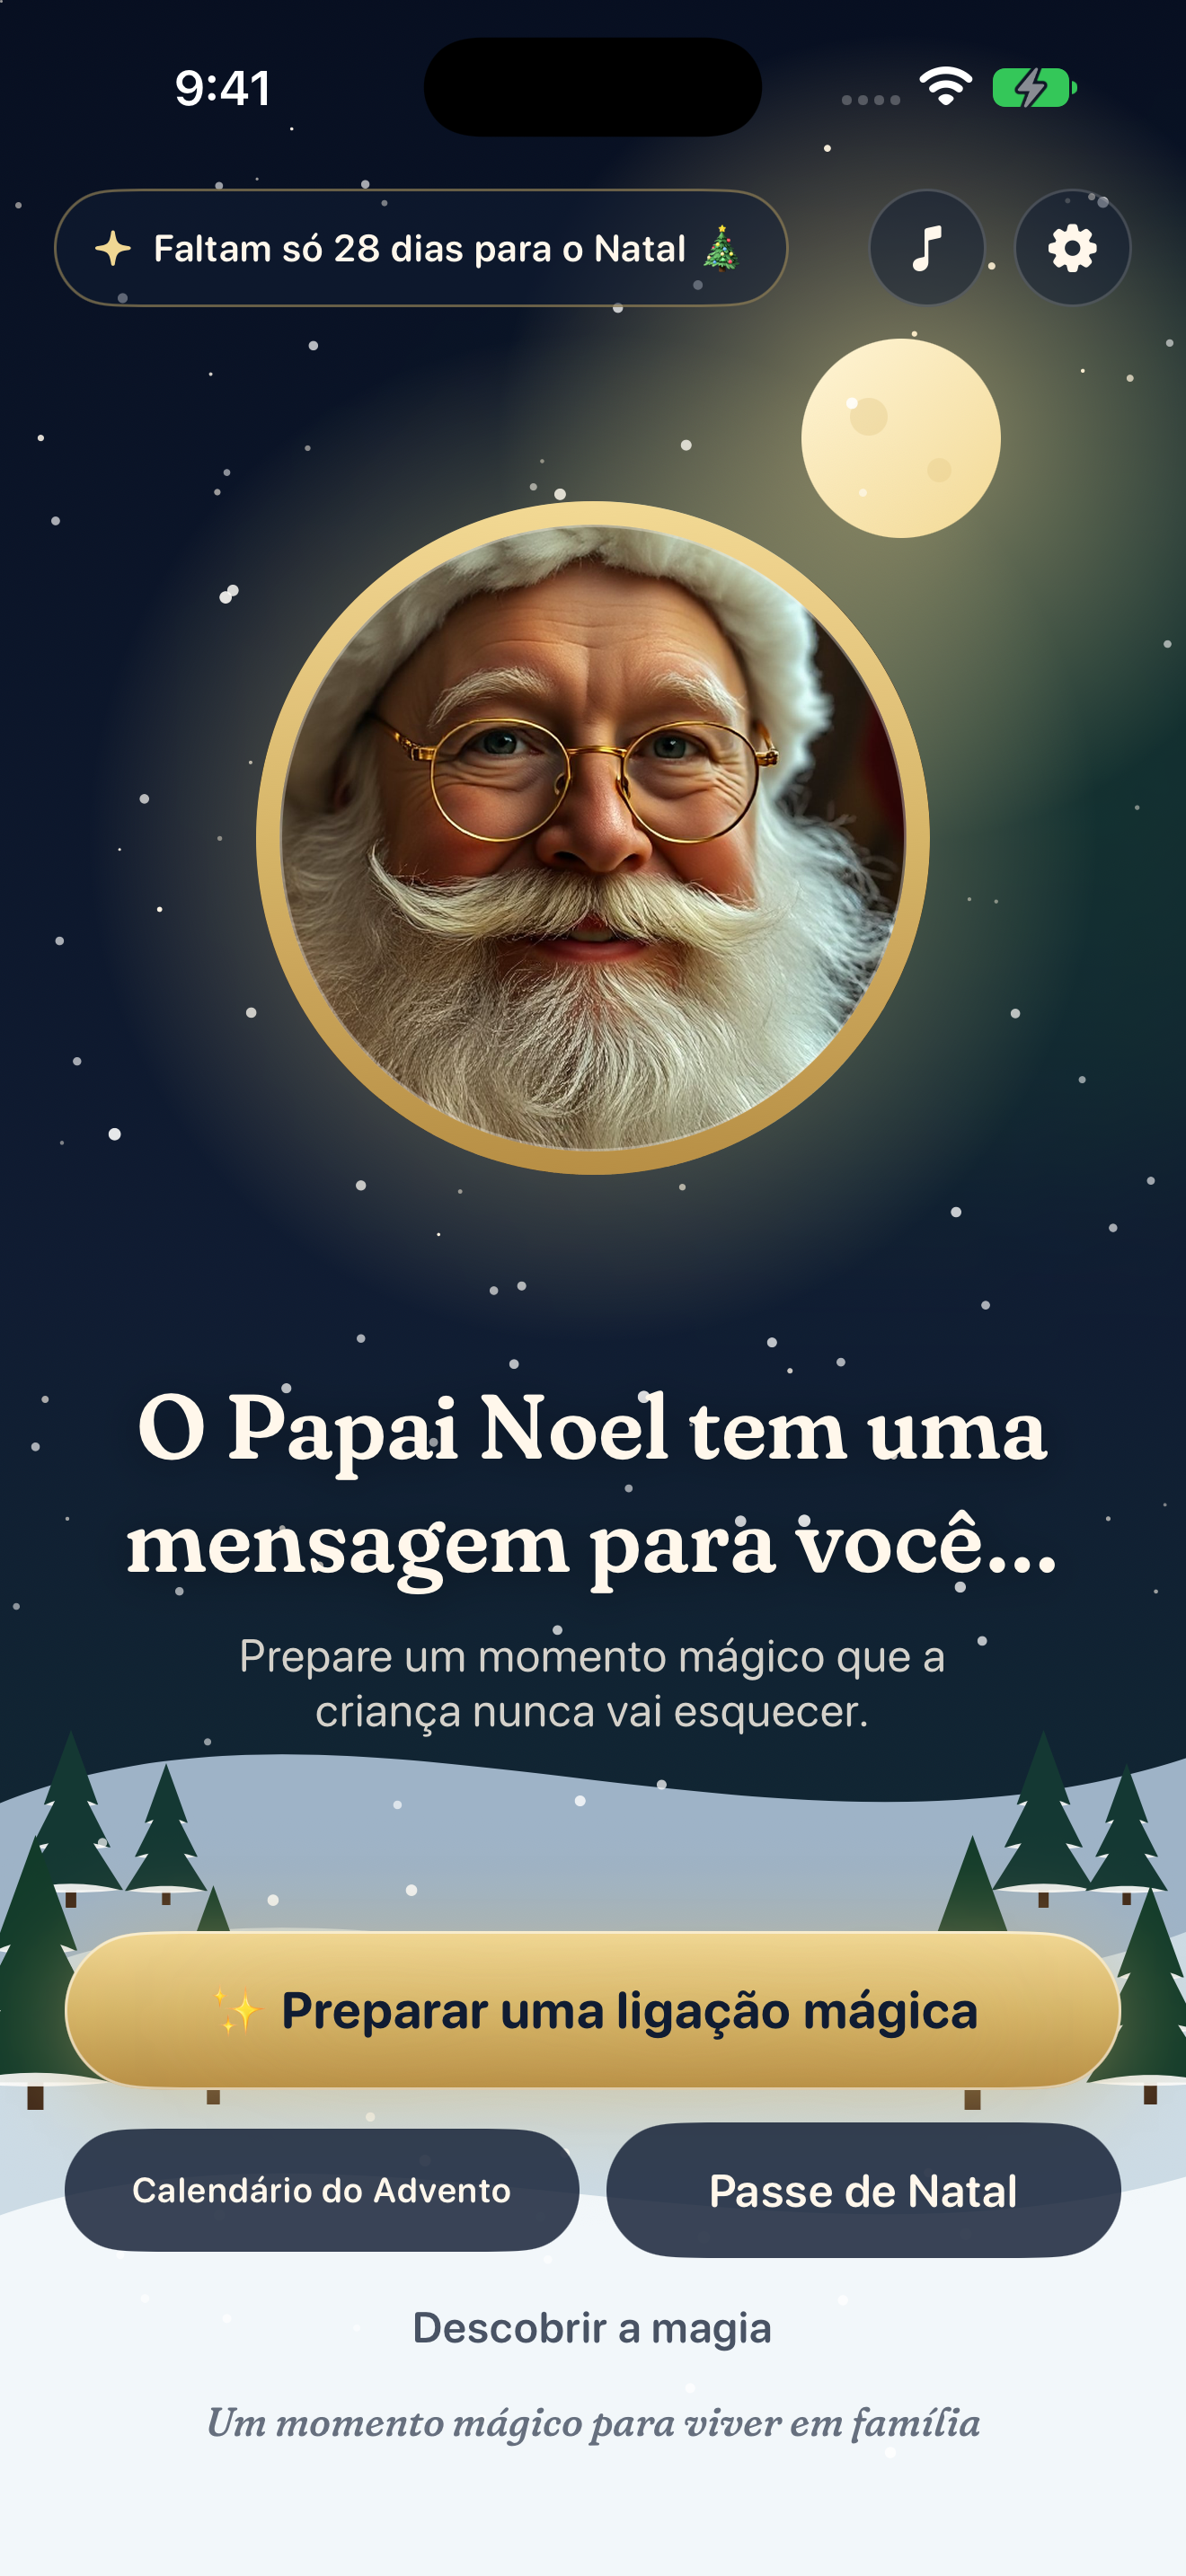 9:41
Faltam só 28 dias para o Natal 🎄
O Papai Noel tem uma
mensagem para você...
Prepare um momento mágico que a
criança nunca vai esquecer.
✨ Preparar uma ligação mágica
Calendário do Advento
Passe de Natal
Descobrir a magia
Um momento mágico para viver em família